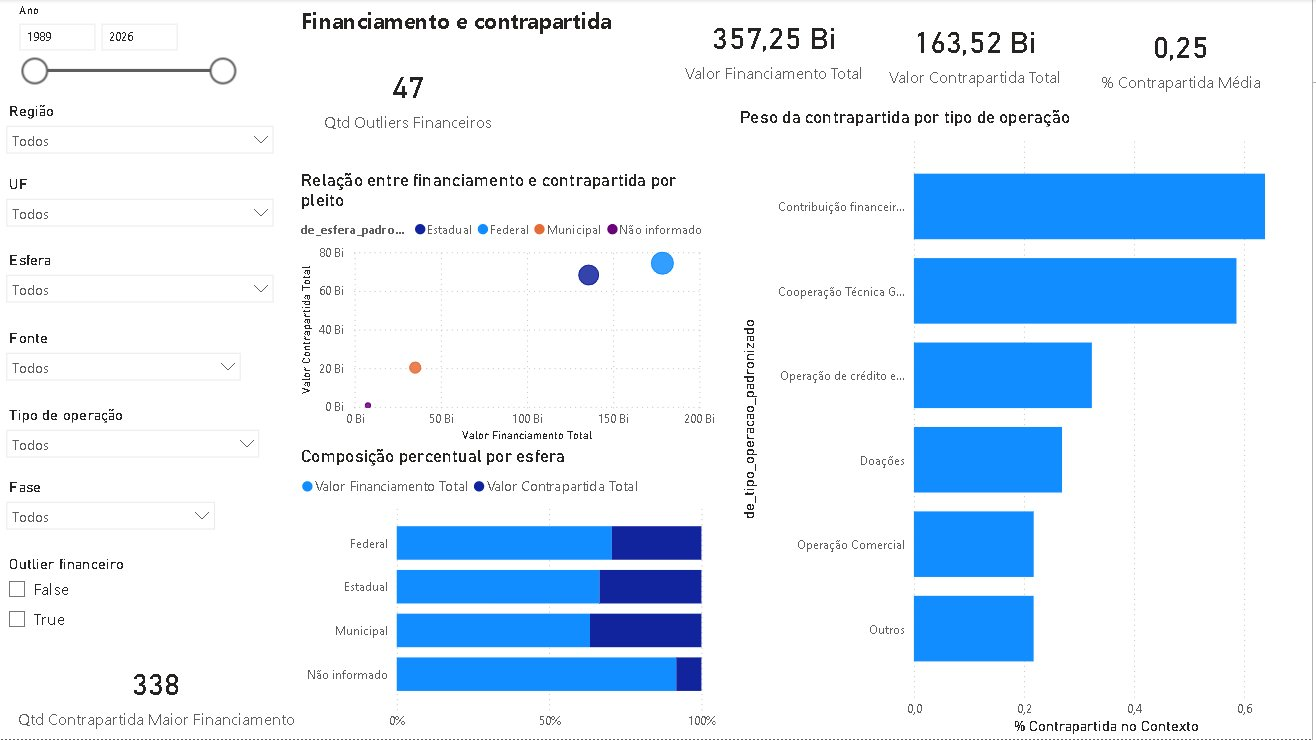 Ano
1989
2026
Região
Todos
UF
Todos
Esfera
Todos
Fonte
Todos
Tipo de operação
Todos
Fase
Todos
Outlier financeiro
False
True
338
Qtd Contrapartida Maior Financiamento
Financiamento e contrapartida
47
Qtd Outliers Financeiros
357,25 Bi
Valor Financiamento Total
163,52 Bi
Valor Contrapartida Total
0,25
% Contrapartida Média
Relação entre financiamento e contrapartida por
pleito
de_esfera_padro... Estadual Federal Municipal Não informado
Valor Contrapartida Total
80 Bi
60 Bi
40 Bi
20 Bi
0 Bi
0 Bi 50 Bi 100 Bi 150 Bi 200 Bi
Valor Financiamento Total
Composição percentual por esfera
Valor Financiamento Total Valor Contrapartida Total
Federal
Estadual
Municipal
Não informado
0% 50% 100%
Peso da contrapartida por tipo de operação
de_tipo_operacao_padronizado
Contribuição financeir...
Cooperação Técnica G...
Operação de crédito e...
Doações
Operação Comercial
Outros
0,0 0,2 0,4 0,6
% Contrapartida no Contexto